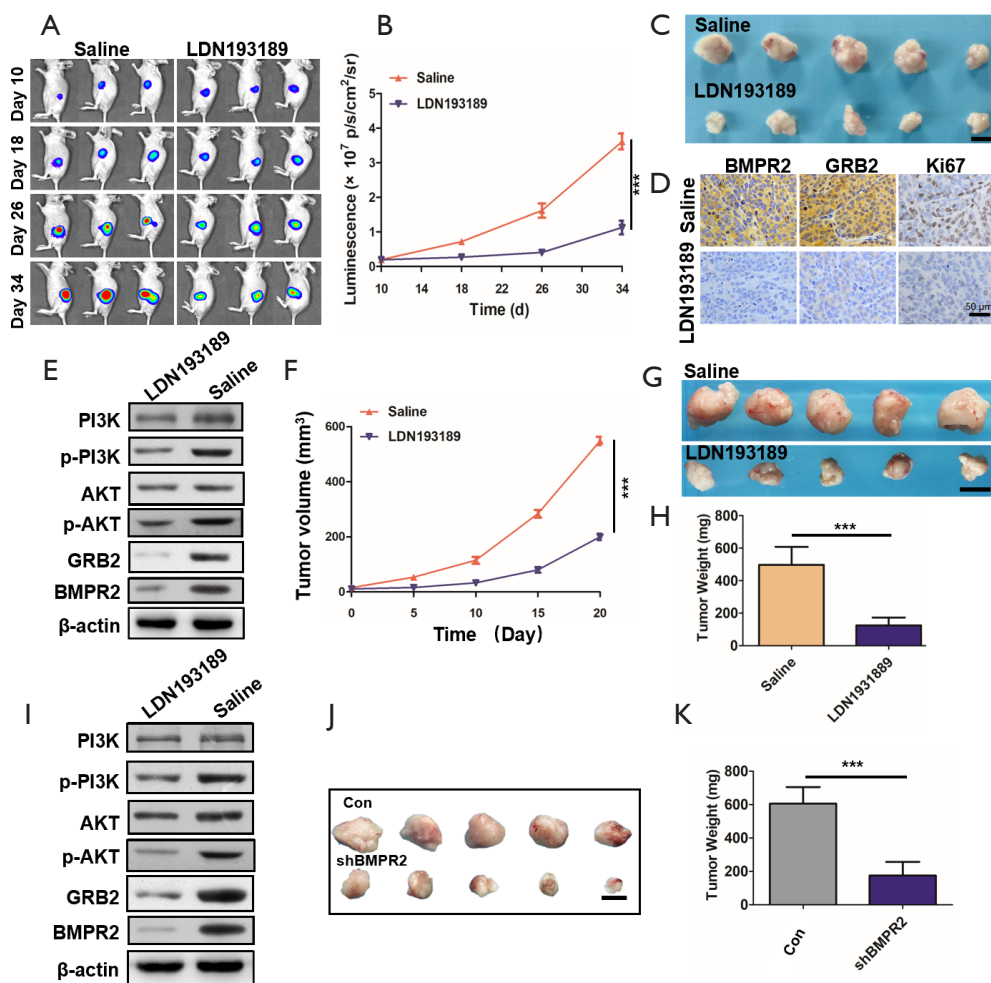 A
Saline LDN193189
Day 10
Day 18
Day 26
Day 34
B
Luminescence (× 10⁷ p/s/cm²/sr)
Saline
LDN193189
5
4
3
2
1
0
10 14 18 22 26 30 34
Time (d)
***
C
Saline
LDN193189
D
BMPR2 GRB2 Ki67
Saline
LDN193189
50 μm
E
LDN193189 Saline
PI3K
p-PI3K
AKT
p-AKT
GRB2
BMPR2
β-actin
F
Tumor volume (mm³)
Saline
LDN193189
600
400
200
0
0 5 10 15 20
Time (Day)
***
G
Saline
LDN193189
H
Tumor Weight (mg)
800
600
400
200
0
***
Saline LDN1931889
I
LDN193189 Saline
PI3K
p-PI3K
AKT
p-AKT
GRB2
BMPR2
β-actin
J
Con
shBMPR2
K
Tumor Weight (mg)
800
600
400
200
0
***
Con shBMPR2